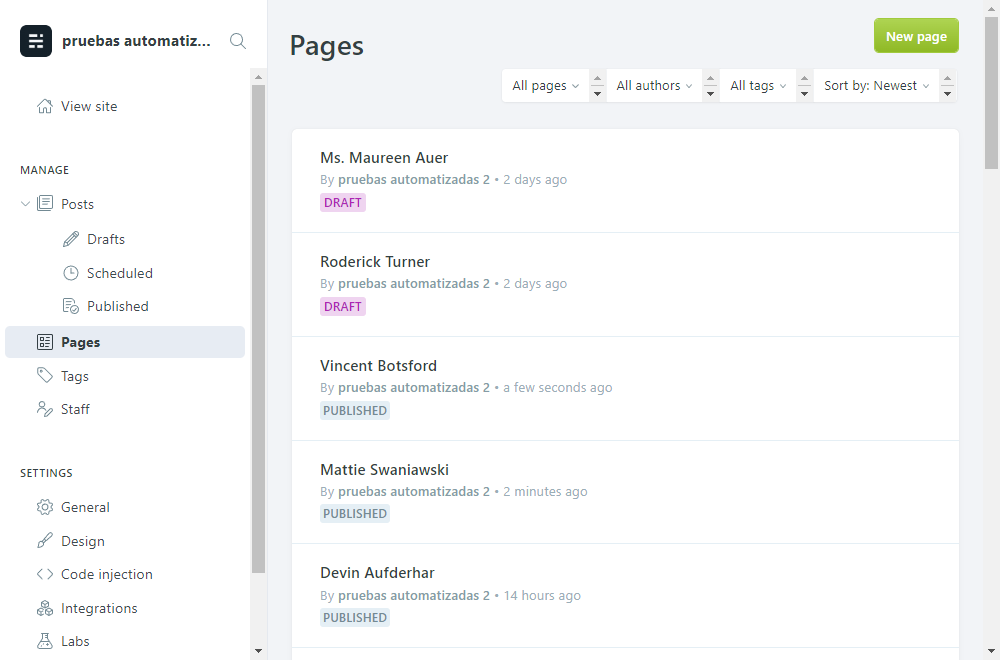 pruebas automatiz...
View site
MANAGE
Posts
Drafts
Scheduled
Published
Pages
Tags
Staff
SETTINGS
General
Design
Code injection
Integrations
Labs
Pages
New page
All pages
All authors
All tags
Sort by: Newest
Ms. Maureen Auer
By pruebas automatizadas 2 • 2 days ago
DRAFT
Roderick Turner
By pruebas automatizadas 2 • 2 days ago
DRAFT
Vincent Botsford
By pruebas automatizadas 2 • a few seconds ago
PUBLISHED
Mattie Swaniawski
By pruebas automatizadas 2 • 2 minutes ago
PUBLISHED
Devin Aufderhar
By pruebas automatizadas 2 • 14 hours ago
PUBLISHED